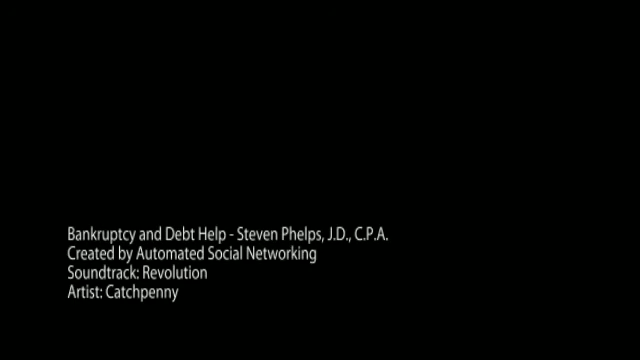 Bankruptcy and Debt Help - Steven Phelps, J.D., C.P.A.
Created by Automated Social Networking
Soundtrack: Revolution
Artist: Catchpenny